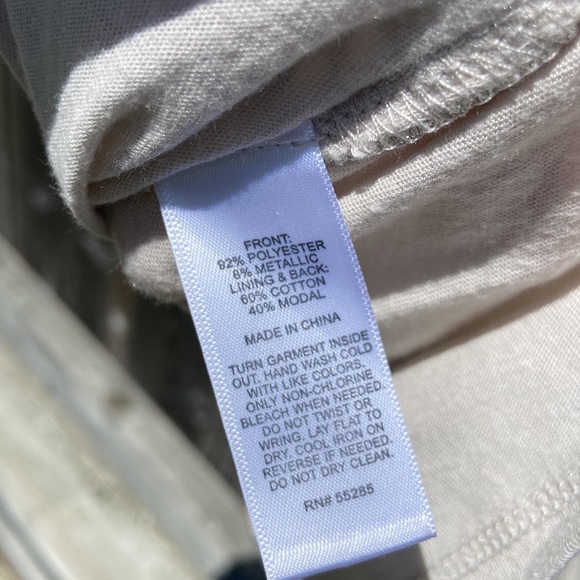 FRONT:
92% POLYESTER
8% METALLIC
LINING & BACK:
60% COTTON
40% MODAL
MADE IN CHINA
TURN GARMENT INSIDE
OUT. HAND WASH COLD
WITH LIKE COLORS.
ONLY NON-CHLORINE
BLEACH WHEN NEEDED.
DO NOT TWIST OR
WRING. LAY FLAT TO
DRY. COOL IRON ON
REVERSE IF NEEDED.
DO NOT DRY CLEAN.
RN# 55285